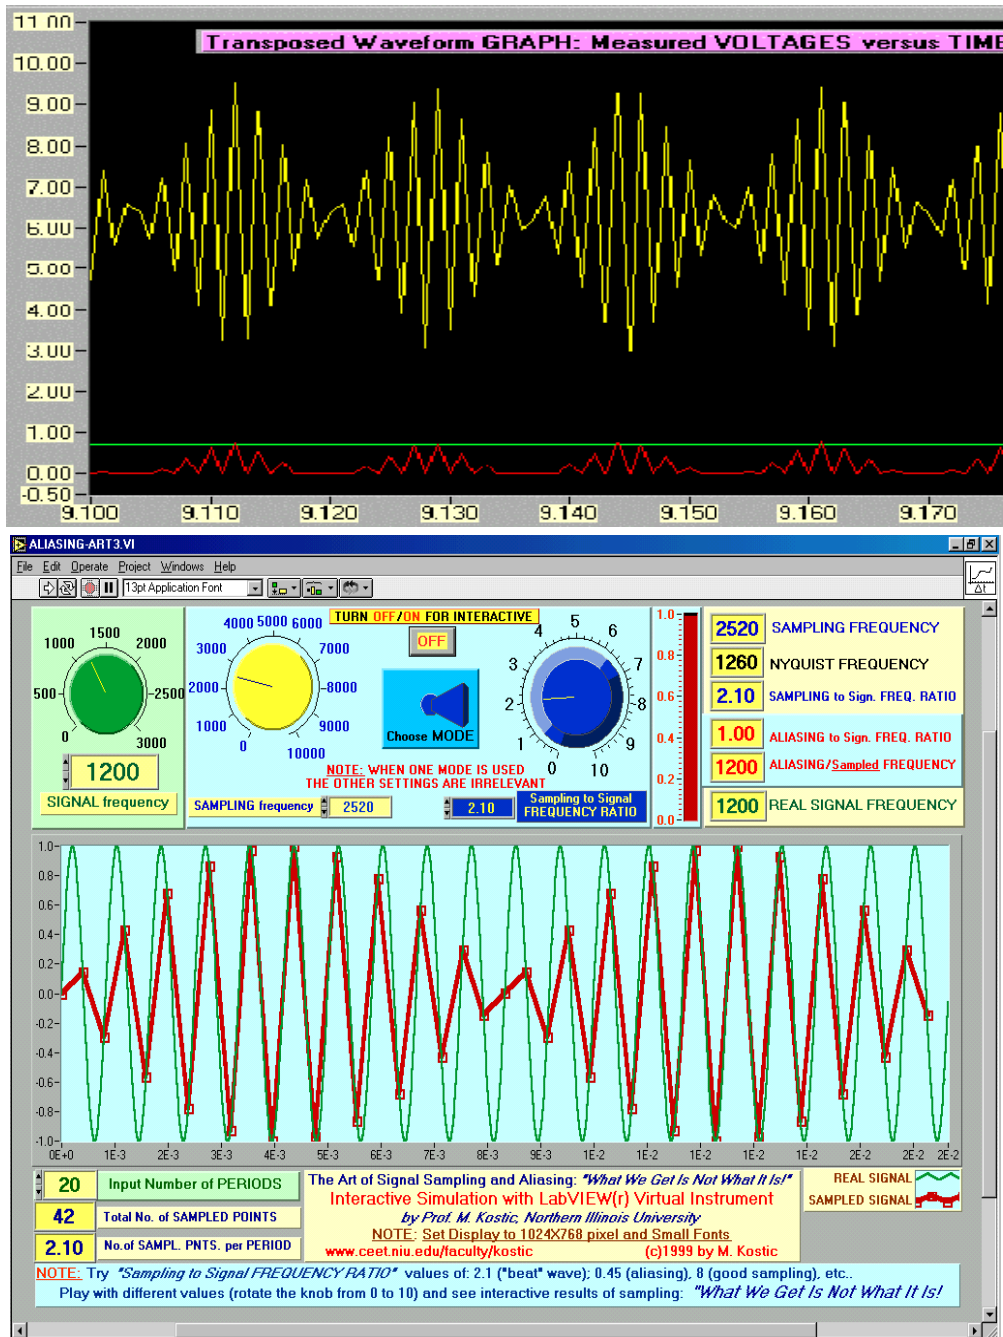 11.00
Transposed Waveform GRAPH: Measured VOLTAGES versus TIME
10.00
9.00
8.00
7.00
6.00
5.00
4.00
3.00
2.00
1.00
0.00
-0.50
9.100 9.110 9.120 9.130 9.140 9.150 9.160 9.170
ALIASING-ART3.VI
File Edit Operate Project Windows Help
13pt Application Font
Δt
TURN OFF/ON FOR INTERACTIVE
OFF
0 500 1000 1500 2000 2500 3000
1200
SIGNAL frequency
0 1000 2000 3000 4000 5000 6000 7000 8000 9000 10000
Choose MODE
0 1 2 3 4 5 6 7 8 9 10
NOTE: WHEN ONE MODE IS USED
THE OTHER SETTINGS ARE IRRELEVANT
SAMPLING frequency 2520
2.10 Sampling to Signal
FREQUENCY RATIO
1.0
0.8
0.6
0.4
0.2
0.0
2520 SAMPLING FREQUENCY
1260 NYQUIST FREQUENCY
2.10 SAMPLING to Sign. FREQ. RATIO
1.00 ALIASING to Sign. FREQ. RATIO
1200 ALIASING/Sampled FREQUENCY
1200 REAL SIGNAL FREQUENCY
1.0
0.8
0.6
0.4
0.2
0.0
-0.2
-0.4
-0.6
-0.8
-1.0
0E+0 1E-3 2E-3 2E-3 3E-3 4E-3 5E-3 6E-3 6E-3 7E-3 8E-3 9E-3 1E-2 1E-2 1E-2 1E-2 1E-2 2E-2 2E-2 2E-2
20 Input Number of PERIODS
42 Total No. of SAMPLED POINTS
2.10 No.of SAMPL. PNTS. per PERIOD
The Art of Signal Sampling and Aliasing: "What We Get Is Not What It Is!"
Interactive Simulation with LabVIEW(r) Virtual Instrument
by Prof. M. Kostic, Northern Illinois University
NOTE: Set Display to 1024X768 pixel and Small Fonts
www.ceet.niu.edu/faculty/kostic (c)1999 by M. Kostic
REAL SIGNAL
SAMPLED SIGNAL
NOTE: Try "Sampling to Signal FREQUENCY RATIO" values of: 2.1 ("beat" wave); 0.45 (aliasing), 8 (good sampling), etc..
Play with different values (rotate the knob from 0 to 10) and see interactive results of sampling: "What We Get Is Not What It Is!